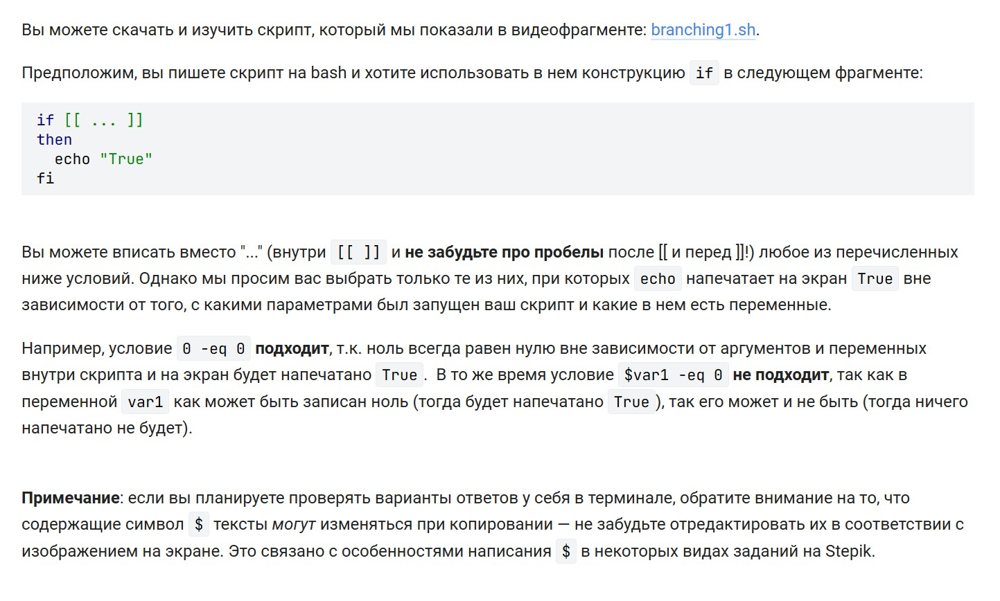 Вы можете скачать и изучить скрипт, который мы показали в видеофрагменте: branching1.sh.
Предположим, вы пишете скрипт на bash и хотите использовать в нем конструкцию if в следующем фрагменте:
if [[ ... ]]
then
  echo "True"
fi
Вы можете вписать вместо "..." (внутри [[ ]] и не забудьте про пробелы после [[ и перед ]]!) любое из перечисленных
ниже условий. Однако мы просим вас выбрать только те из них, при которых echo напечатает на экран True вне
зависимости от того, с какими параметрами был запущен ваш скрипт и какие в нем есть переменные.
Например, условие 0 -eq 0 подходит, т.к. ноль всегда равен нулю вне зависимости от аргументов и переменных
внутри скрипта и на экран будет напечатано True. В то же время условие $var1 -eq 0 не подходит, так как в
переменной var1 как может быть записан ноль (тогда будет напечатано True), так его может и не быть (тогда ничего
напечатано не будет).
Примечание: если вы планируете проверять варианты ответов у себя в терминале, обратите внимание на то, что
содержащие символ $ тексты могут изменяться при копировании — не забудьте отредактировать их в соответствии с
изображением на экране. Это связано с особенностями написания $ в некоторых видах заданий на Stepik.